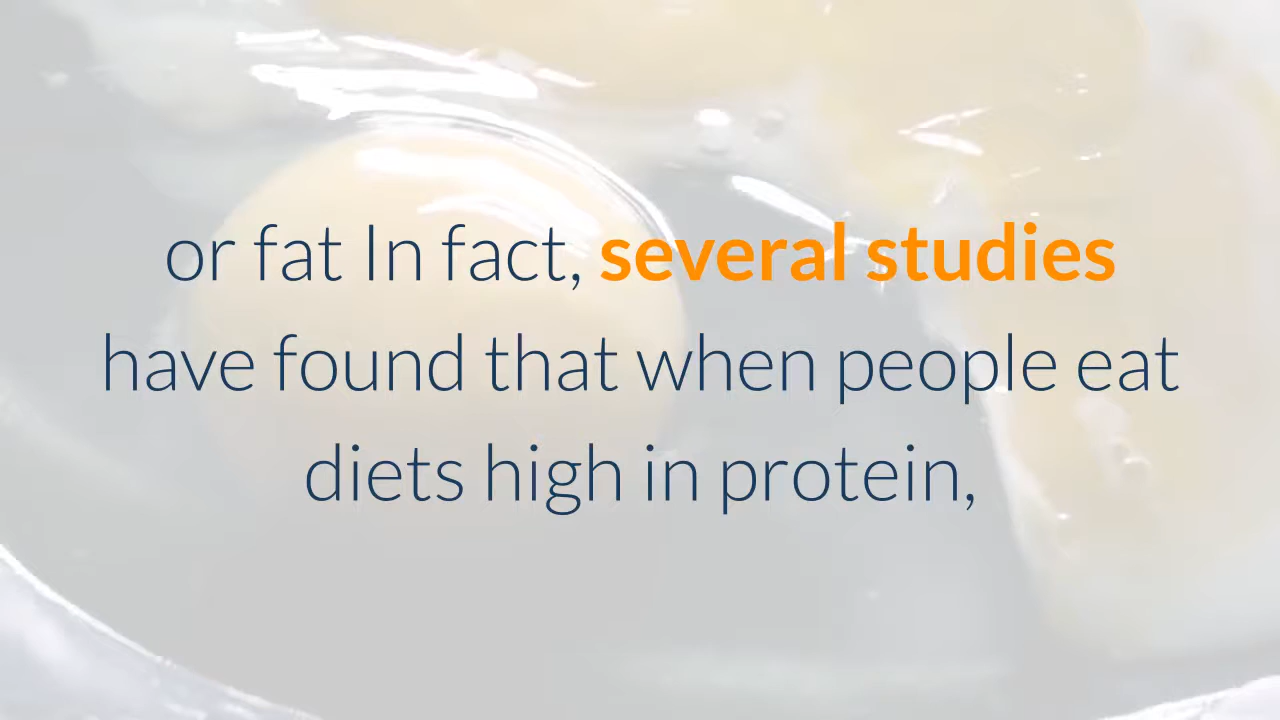 or fat In fact, several studies
have found that when people eat
diets high in protein,